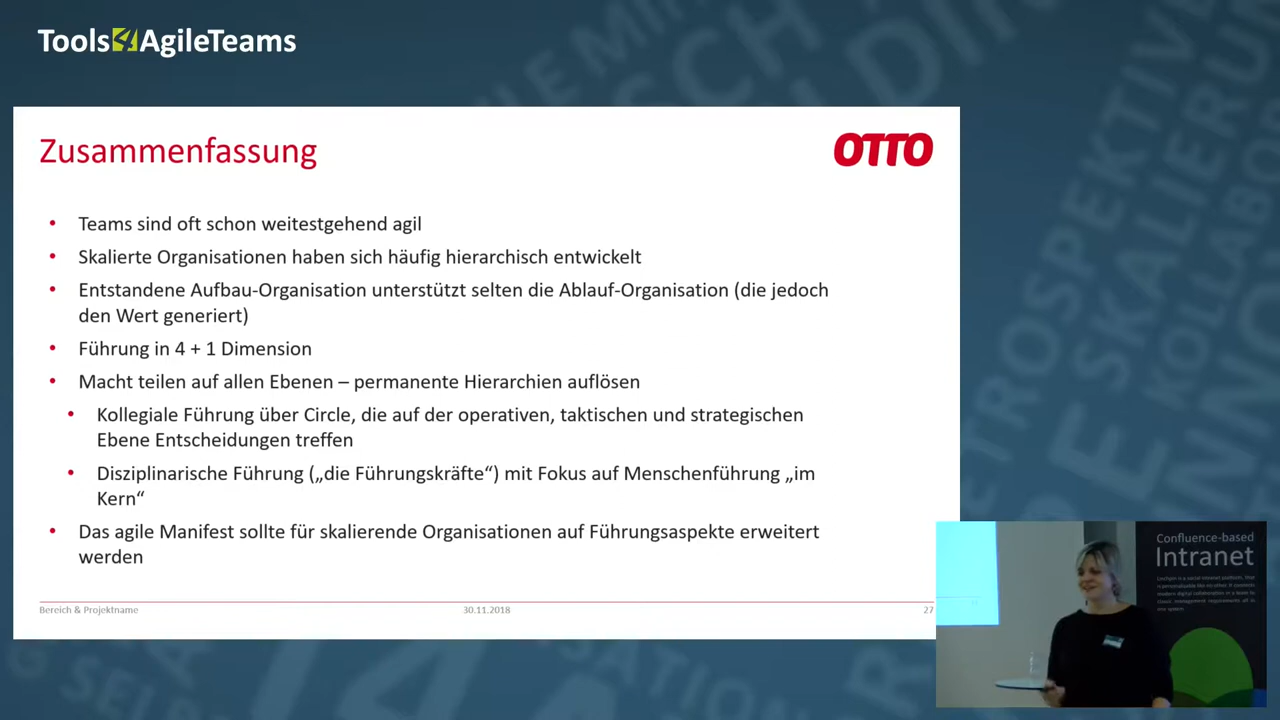 Tools4AgileTeams
Zusammenfassung
OTTO
Teams sind oft schon weitestgehend agil
Skalierte Organisationen haben sich häufig hierarchisch entwickelt
Entstandene Aufbau-Organisation unterstützt selten die Ablauf-Organisation (die jedoch
den Wert generiert)
Führung in 4 + 1 Dimension
Macht teilen auf allen Ebenen – permanente Hierarchien auflösen
Kollegiale Führung über Circle, die auf der operativen, taktischen und strategischen
Ebene Entscheidungen treffen
Disziplinarische Führung („die Führungskräfte“) mit Fokus auf Menschenführung „im
Kern“
Das agile Manifest sollte für skalierende Organisationen auf Führungsaspekte erweitert
werden
Bereich & Projektname
30.11.2018
27
Confluence-based
Intranet